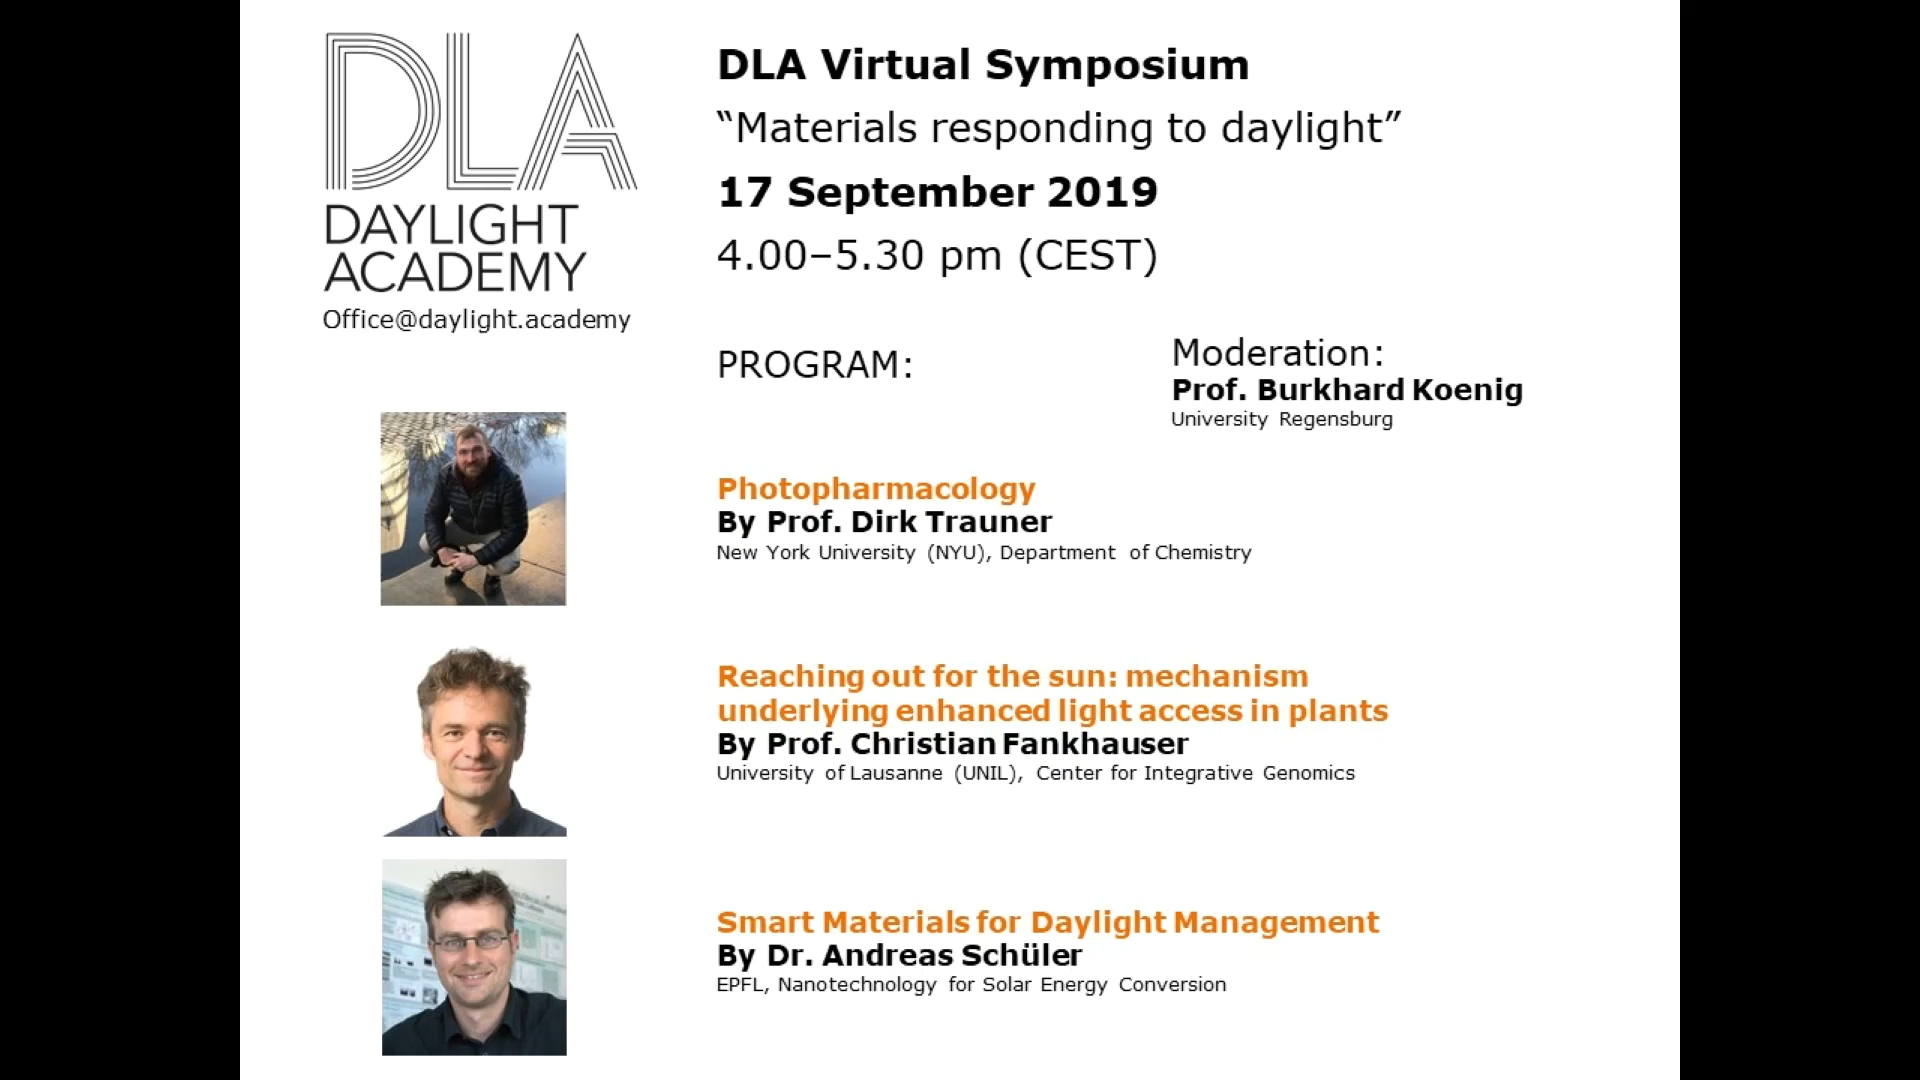 DLA
DAYLIGHT
ACADEMY
Office@daylight.academy
DLA Virtual Symposium
“Materials responding to daylight”
17 September 2019
4.00–5.30 pm (CEST)
PROGRAM:
Moderation:
Prof. Burkhard Koenig
University Regensburg
Photopharmacology
By Prof. Dirk Trauner
New York University (NYU), Department of Chemistry
Reaching out for the sun: mechanism
underlying enhanced light access in plants
By Prof. Christian Fankhauser
University of Lausanne (UNIL), Center for Integrative Genomics
Smart Materials for Daylight Management
By Dr. Andreas Schüler
EPFL, Nanotechnology for Solar Energy Conversion